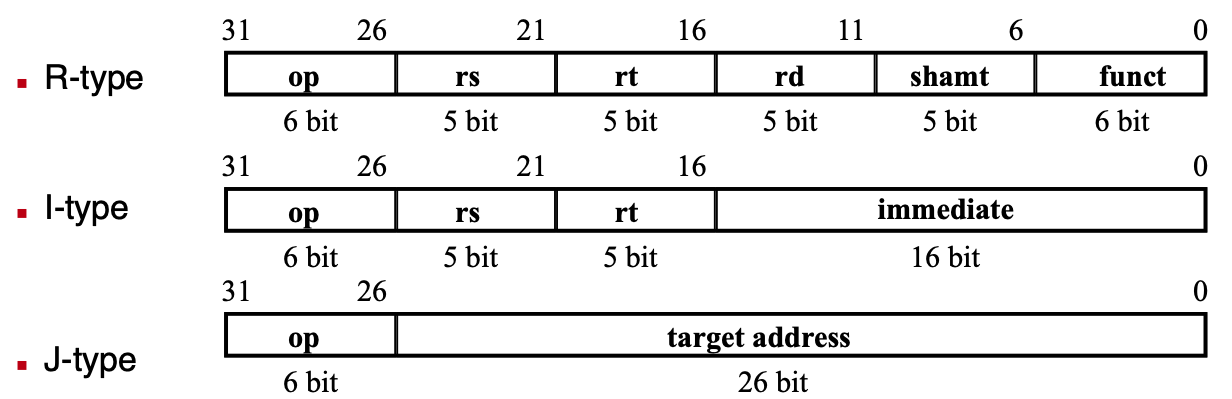 31 26 21 16 11 6 0
▪ R-type op rs rt rd shamt funct
6 bit 5 bit 5 bit 5 bit 5 bit 6 bit
31 26 21 16 0
▪ I-type op rs rt immediate
6 bit 5 bit 5 bit 16 bit
31 26 0
▪ J-type op target address
6 bit 26 bit